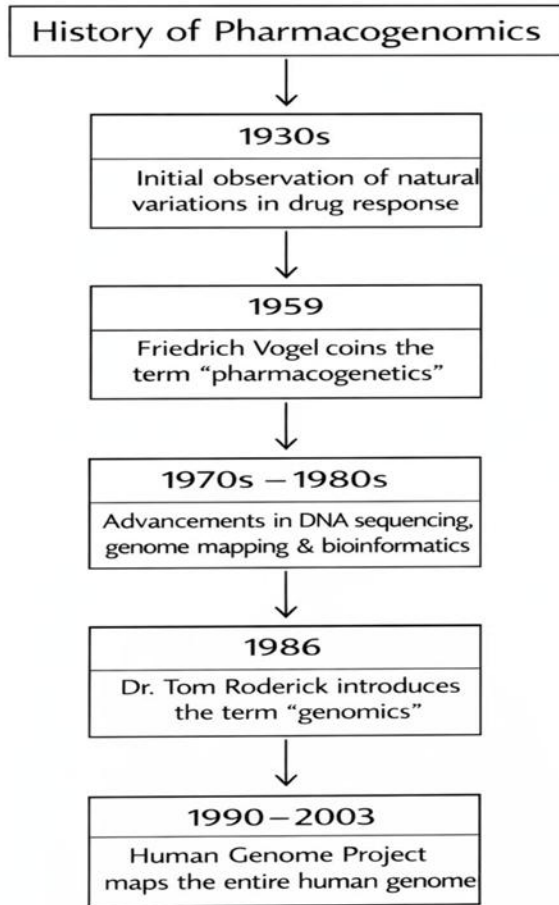 History of Pharmacogenomics
1930s
Initial observation of natural
variations in drug response
1959
Friedrich Vogel coins the
term “pharmacogenetics”
1970s – 1980s
Advancements in DNA sequencing,
genome mapping & bioinformatics
1986
Dr. Tom Roderick introduces
the term “genomics”
1990–2003
Human Genome Project
maps the entire human genome